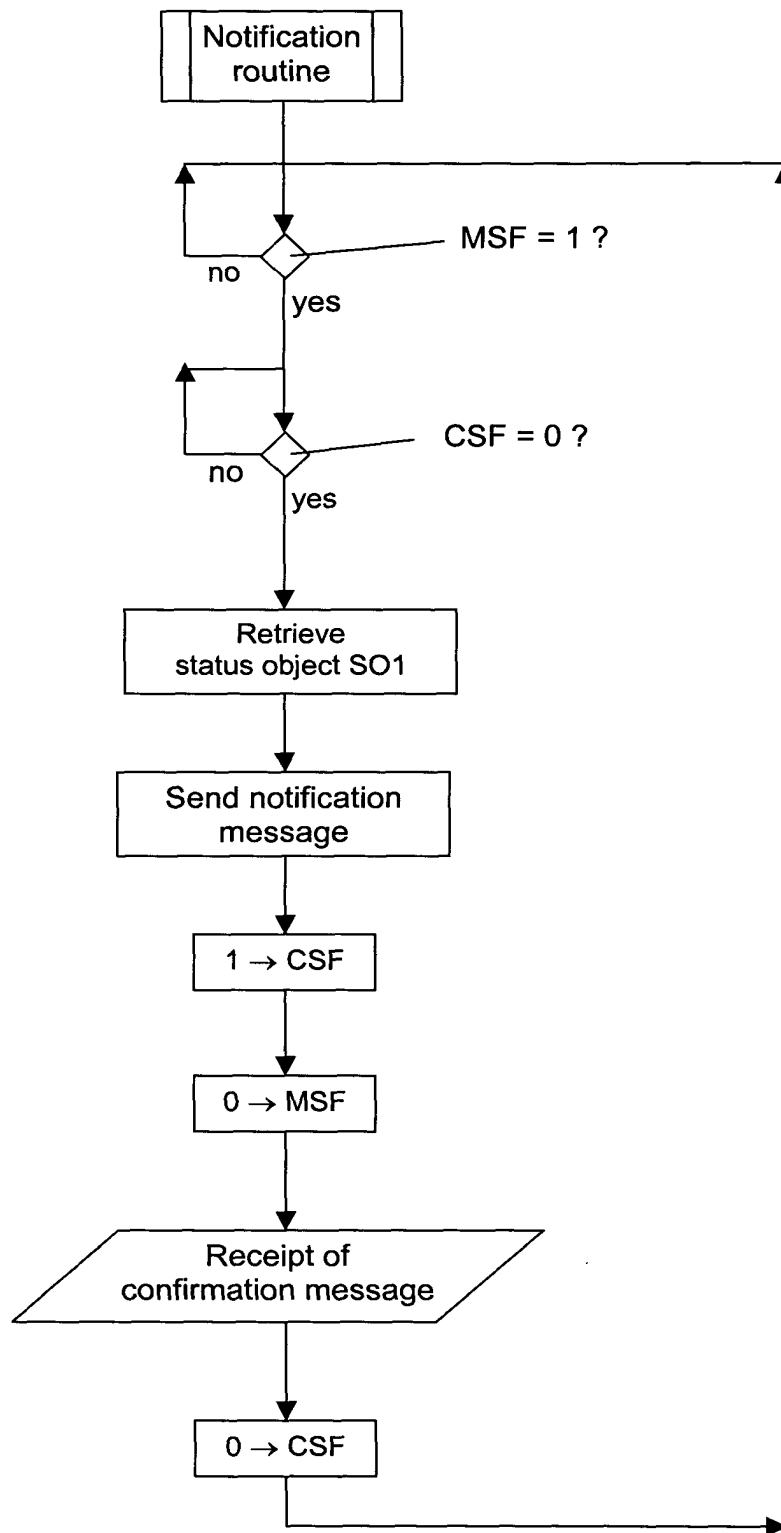 Notification
routine
MSF = 1 ?
no
yes
CSF = 0 ?
no
yes
Retrieve
status object SO1
Send notification
message
1 → CSF
0 → MSF
Receipt of
confirmation message
0 → CSF